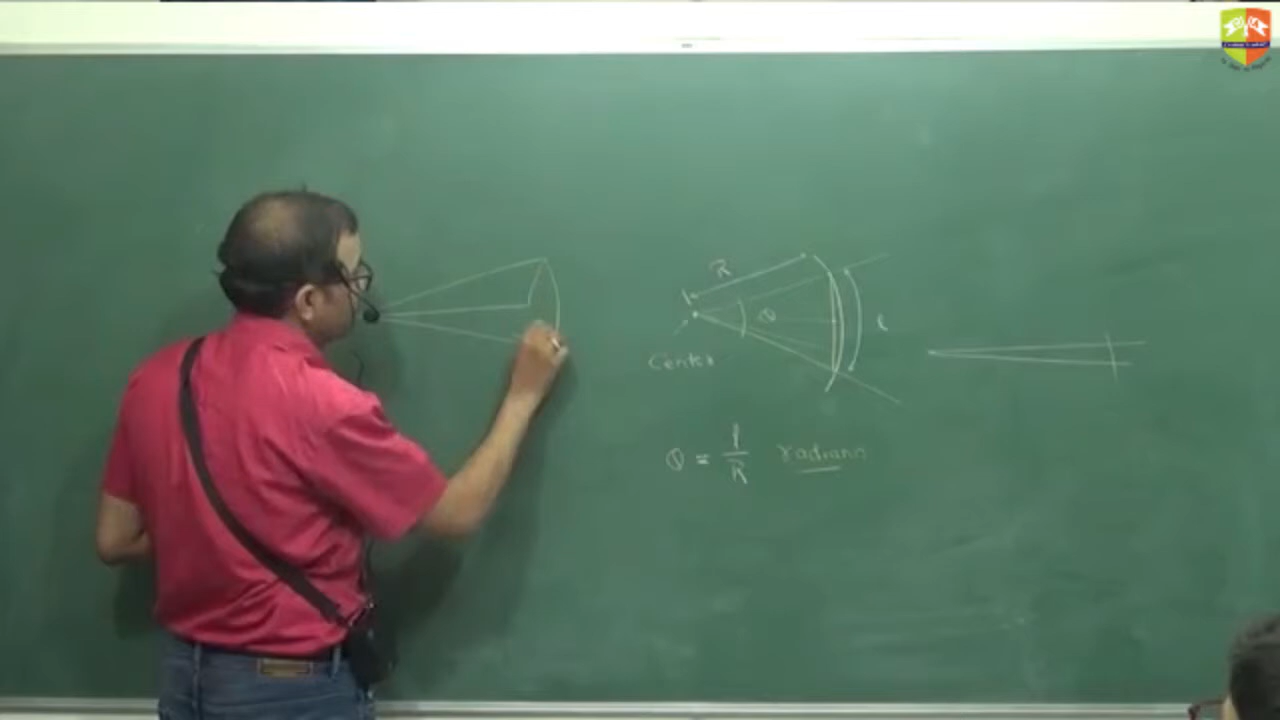 R
θ
l
Center
θ = l/R radians